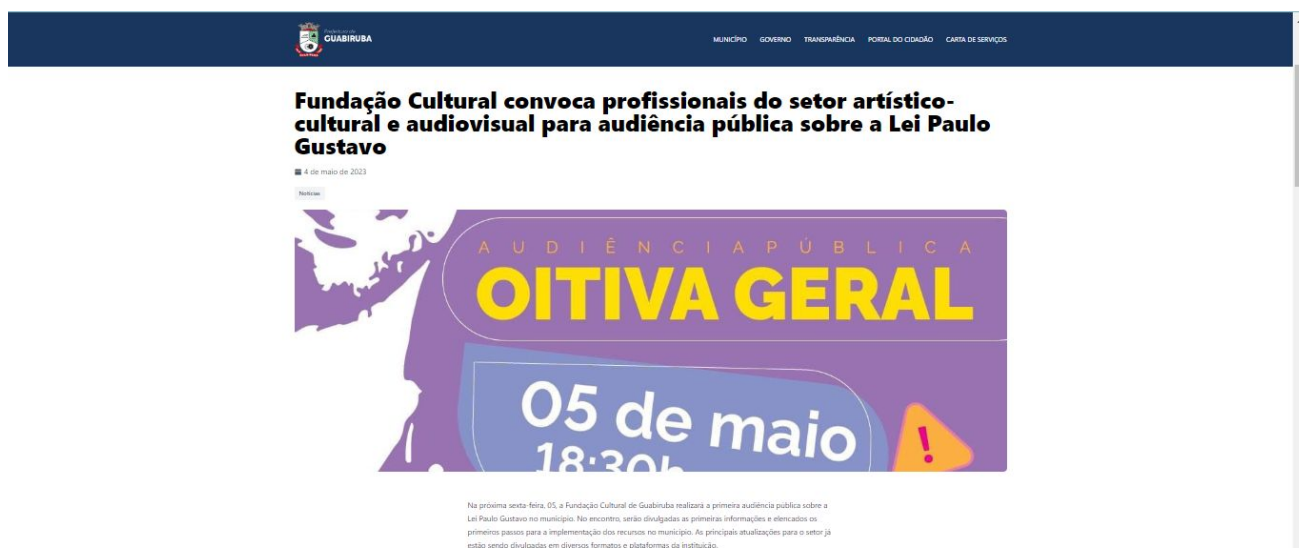 Prefeitura de
GUABIRUBA
MUNICÍPIO GOVERNO TRANSPARÊNCIA PORTAL DO CIDADÃO CARTA DE SERVIÇOS
Fundação Cultural convoca profissionais do setor artístico-
cultural e audiovisual para audiência pública sobre a Lei Paulo
Gustavo
4 de maio de 2023
Notícias
AUDIÊNCIA PÚBLICA
OITIVA GERAL
05 de maio
18:30h
!
Na próxima sexta-feira, 05, a Fundação Cultural de Guabiruba realizará a primeira audiência pública sobre a
Lei Paulo Gustavo no município. No encontro, serão divulgadas as primeiras informações e elencados os
primeiros passos para a implementação dos recursos no município. As principais atualizações para o setor já
estão sendo divulgadas em diversos formatos e plataformas da instituição.